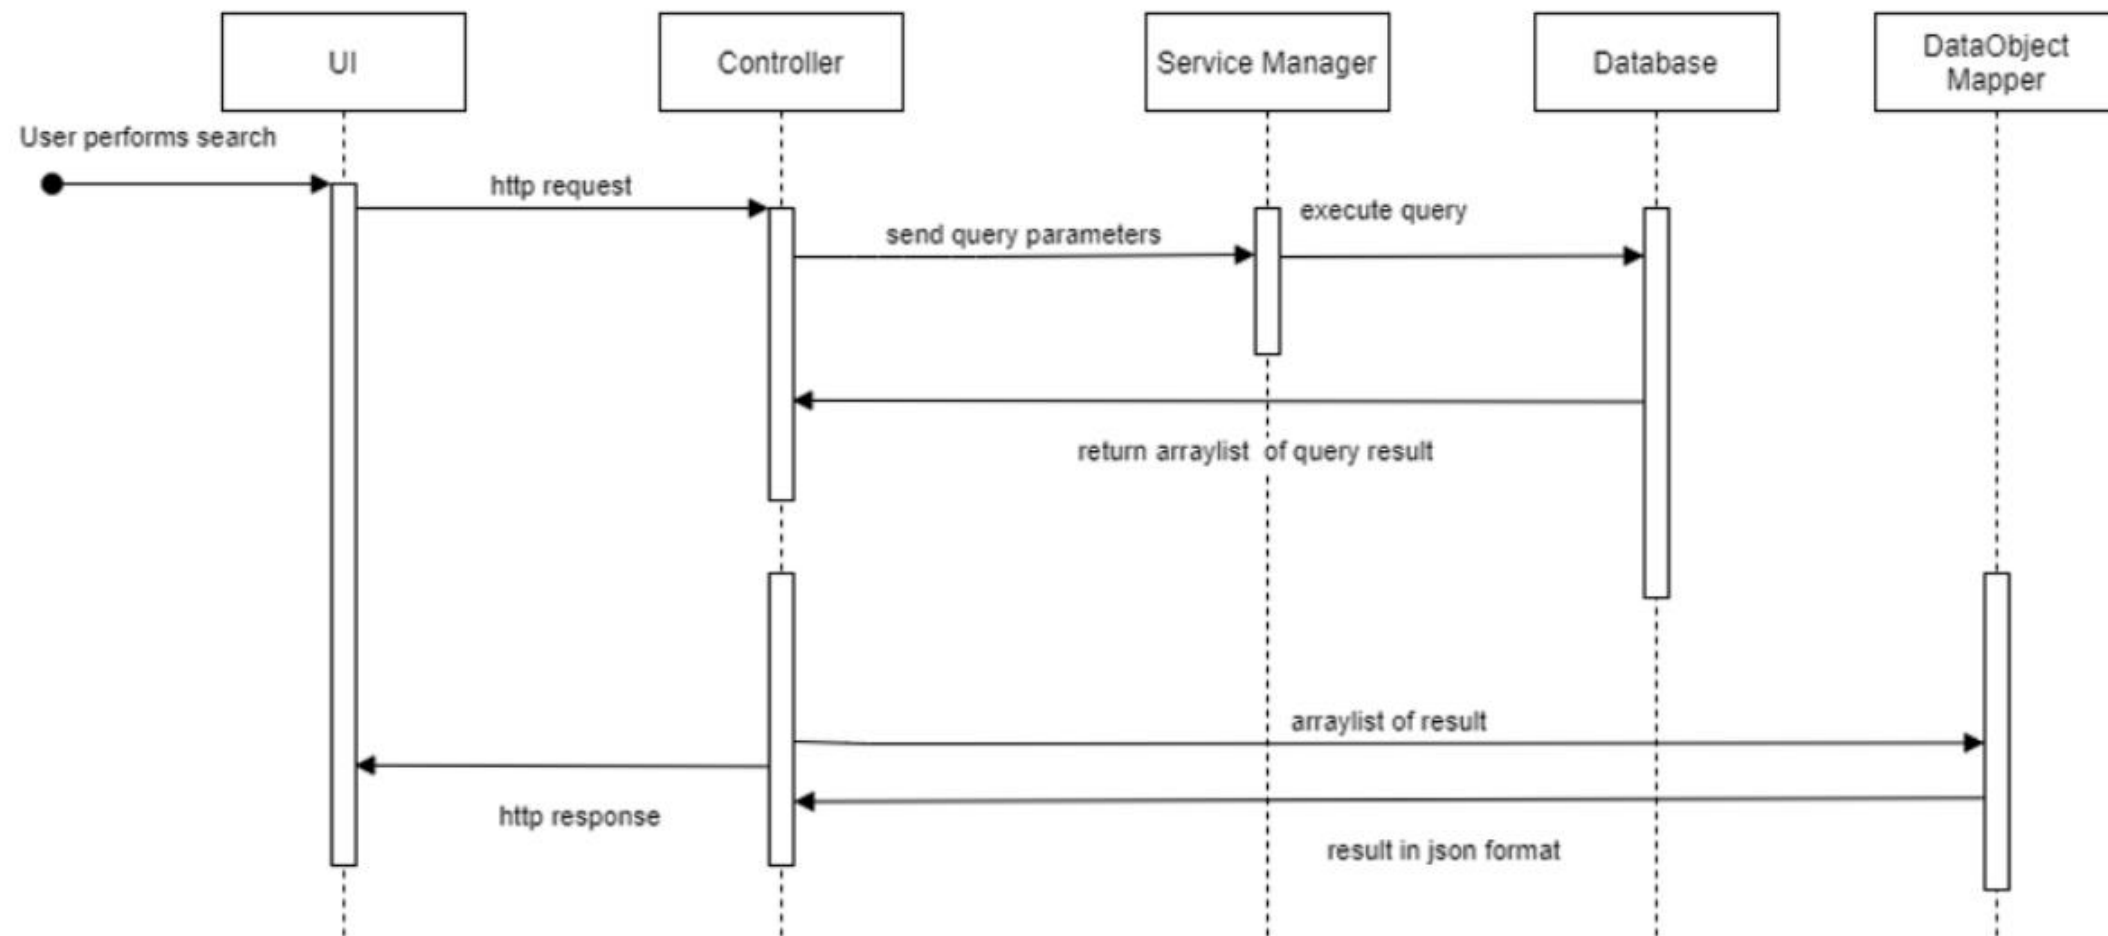 UI
Controller
Service Manager
Database
DataObject
Mapper
User performs search
http request
execute query
send query parameters
return arraylist of query result
arraylist of result
http response
result in json format